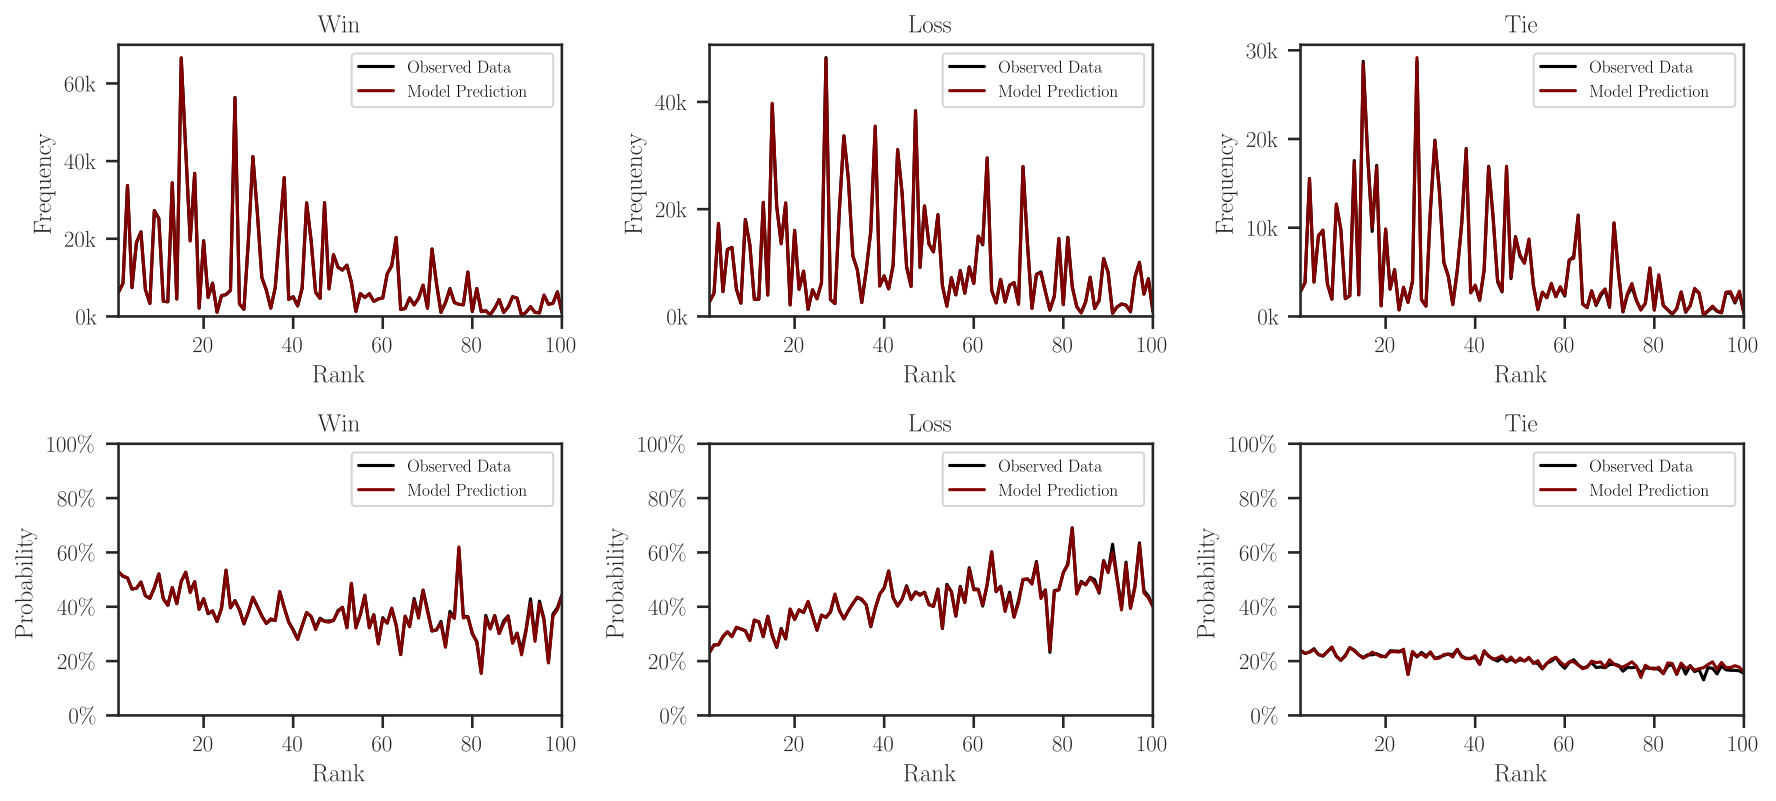 Win
Frequency
60k
40k
20k
0k
Observed Data
Model Prediction
20 40 60 80 100
Rank
Loss
Frequency
40k
20k
0k
Observed Data
Model Prediction
20 40 60 80 100
Rank
Tie
Frequency
30k
20k
10k
0k
Observed Data
Model Prediction
20 40 60 80 100
Rank
Win
Probability
100%
80%
60%
40%
20%
0%
Observed Data
Model Prediction
20 40 60 80 100
Rank
Loss
Probability
100%
80%
60%
40%
20%
0%
Observed Data
Model Prediction
20 40 60 80 100
Rank
Tie
Probability
100%
80%
60%
40%
20%
0%
Observed Data
Model Prediction
20 40 60 80 100
Rank